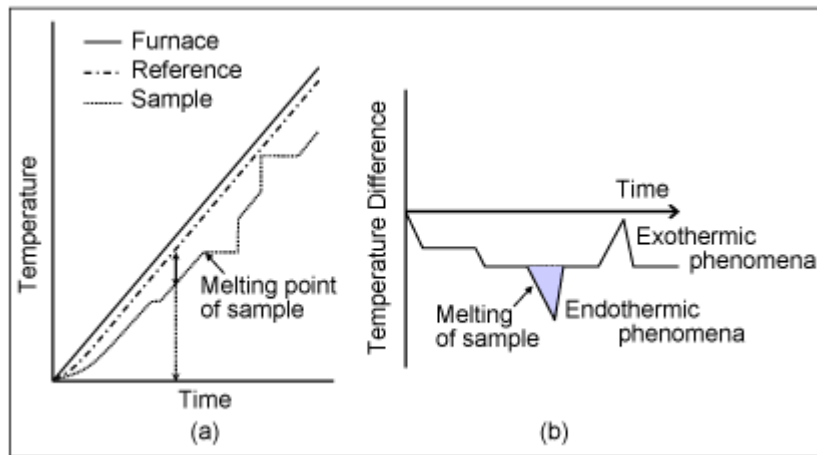 Furnace
Reference
Sample
Temperature
Melting point
of sample
Time
(a)
Temperature Difference
Time
Exothermic
phenomena
Melting
of sample
Endothermic
phenomena
(b)